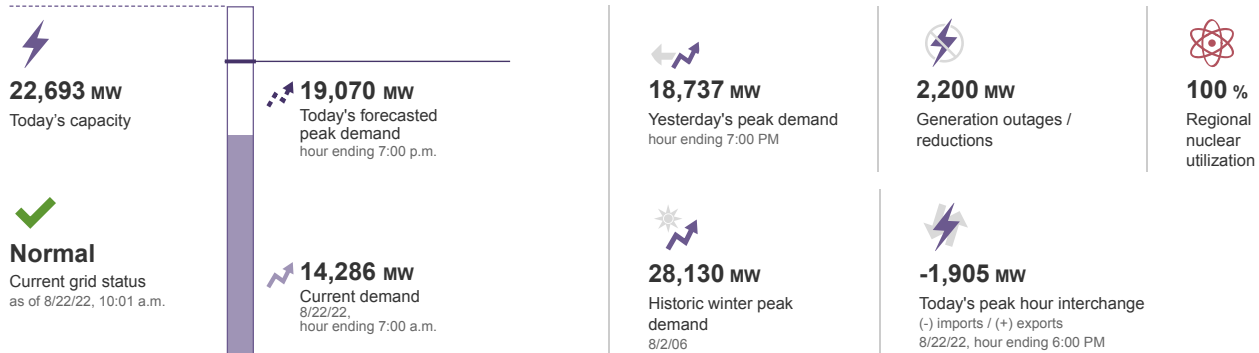 22,693 MW
Today's capacity
Normal
Current grid status
as of 8/22/22, 10:01 a.m.
19,070 MW
Today's forecasted
peak demand
hour ending 7:00 p.m.
14,286 MW
Current demand
8/22/22,
hour ending 7:00 a.m.
18,737 MW
Yesterday's peak demand
hour ending 7:00 PM
2,200 MW
Generation outages /
reductions
100 %
Regional
nuclear
utilization
28,130 MW
Historic winter peak
demand
8/2/06
-1,905 MW
Today's peak hour interchange
(-) imports / (+) exports
8/22/22, hour ending 6:00 PM